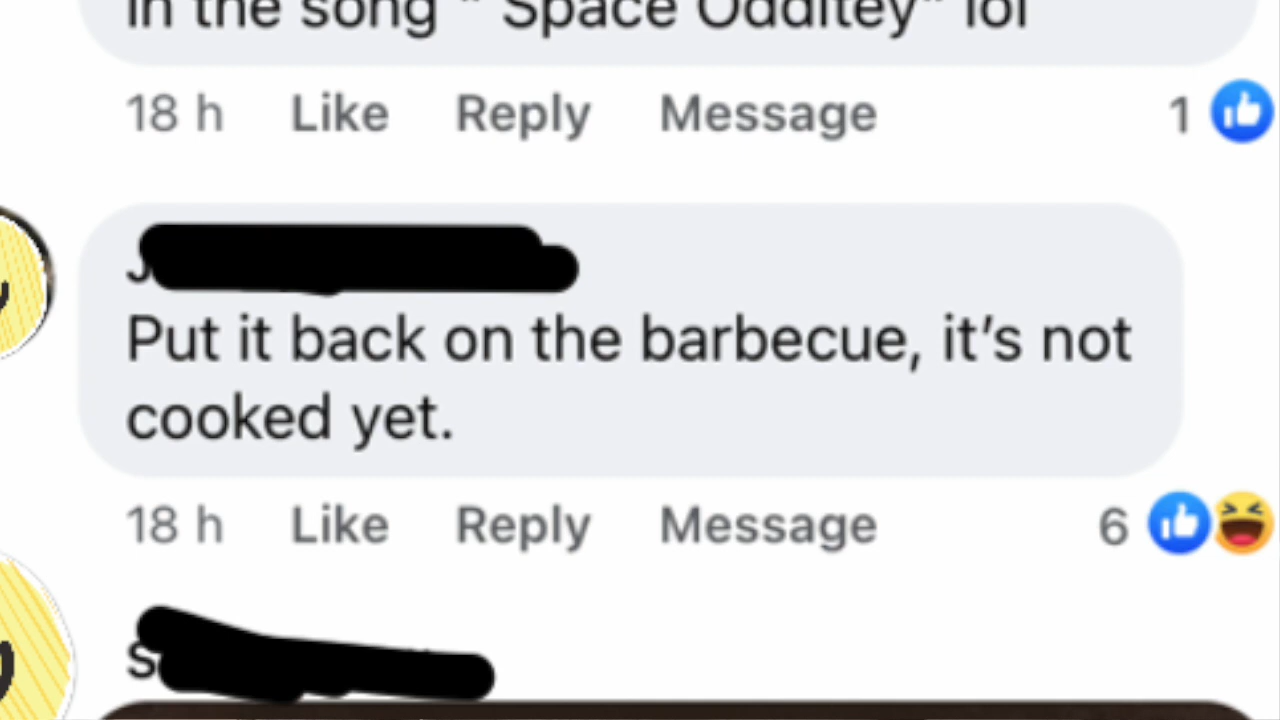 in the song " Space Odditey" lol
18 h Like Reply Message 1
J
Put it back on the barbecue, it's not
cooked yet.
18 h Like Reply Message 6
S